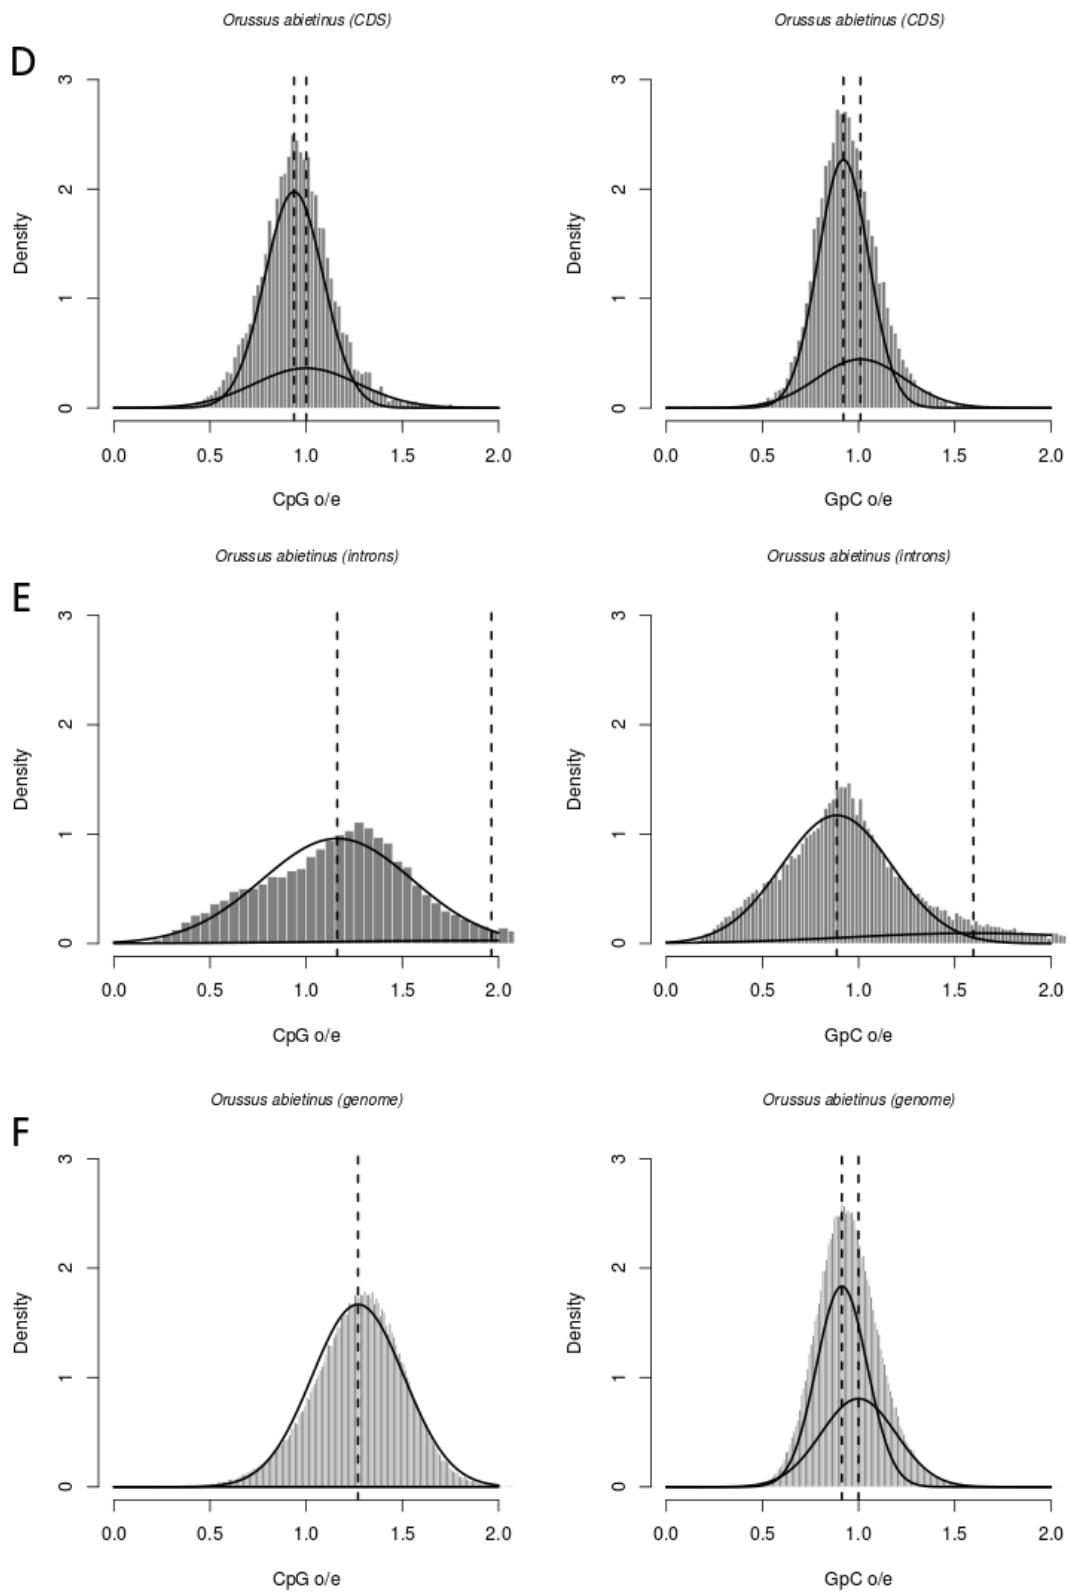 Orussus abietinus (CDS)
Orussus abietinus (CDS)
D
3
2
1
0
Density
0.0 0.5 1.0 1.5 2.0
CpG o/e
3
2
1
0
Density
0.0 0.5 1.0 1.5 2.0
GpC o/e
Orussus abietinus (introns)
Orussus abietinus (introns)
E
3
2
1
0
Density
0.0 0.5 1.0 1.5 2.0
CpG o/e
3
2
1
0
Density
0.0 0.5 1.0 1.5 2.0
GpC o/e
Orussus abietinus (genome)
Orussus abietinus (genome)
F
3
2
1
0
Density
0.0 0.5 1.0 1.5 2.0
CpG o/e
3
2
1
0
Density
0.0 0.5 1.0 1.5 2.0
GpC o/e